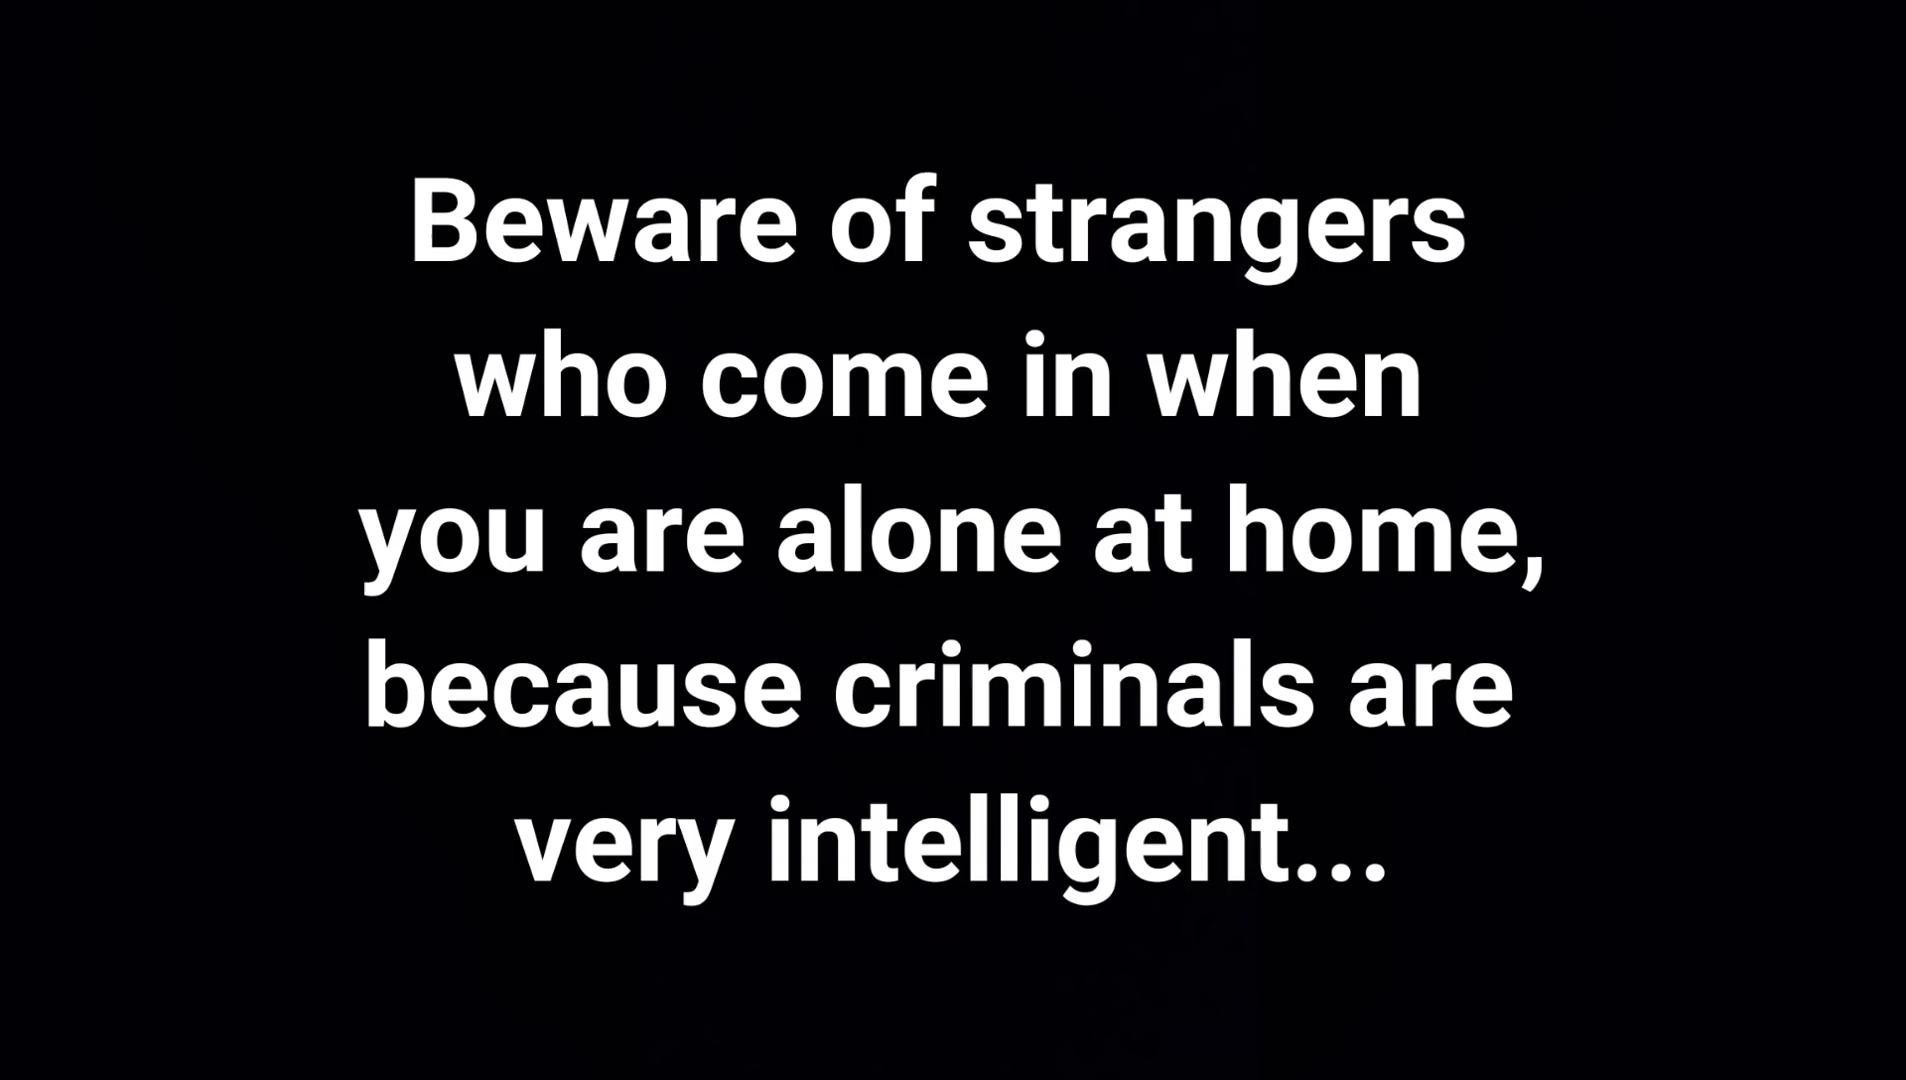 Beware of strangers
who come in when
you are alone at home,
because criminals are
very intelligent...